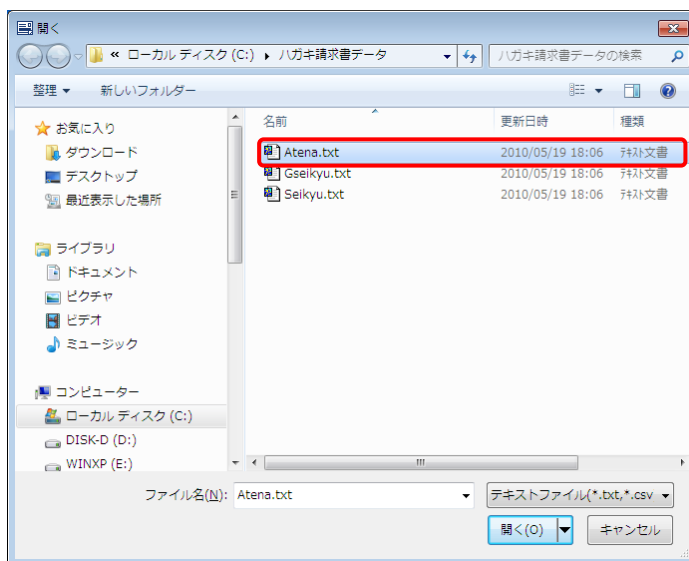 開く
« ローカル ディスク (C:) ▸ ハガキ請求書データ
ハガキ請求書データの検索
整理 ▼ 新しいフォルダー
お気に入り
ダウンロード
デスクトップ
最近表示した場所
ライブラリ
ドキュメント
ピクチャ
ビデオ
ミュージック
コンピューター
ローカル ディスク (C:)
DISK-D (D:)
WINXP (E:)
名前 更新日時 種類
Atena.txt 2010/05/19 18:06 ﾃｷｽﾄ文書
Gseikyu.txt 2010/05/19 18:06 ﾃｷｽﾄ文書
Seikyu.txt 2010/05/19 18:06 ﾃｷｽﾄ文書
ファイル名(N): Atena.txt
テキストファイル(*.txt,*.csv
開く(O)
キャンセル